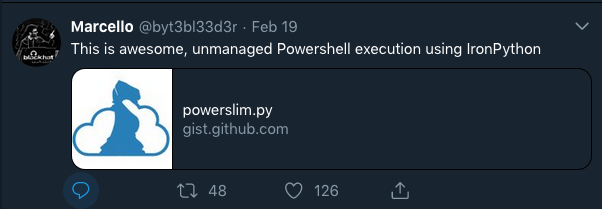 Marcello @byt3bl33d3r · Feb 19
This is awesome, unmanaged Powershell execution using IronPython
blackhat
powerslim.py
gist.github.com
48 126